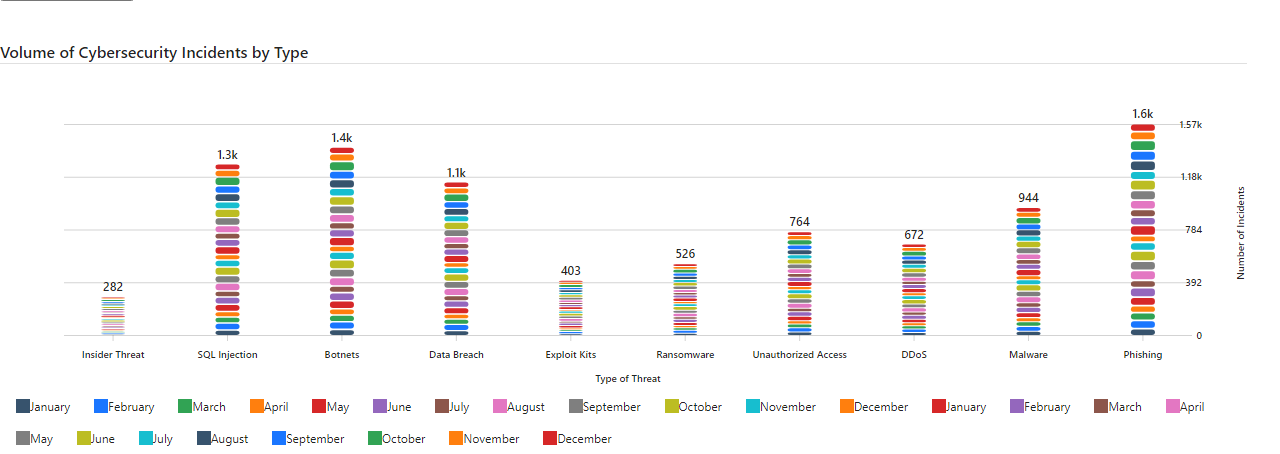 Volume of Cybersecurity Incidents by Type
1.6k
1.57k
1.4k
1.3k
1.1k
1.18k
944
764
784
672
526
403
392
282
0
Number of Incidents
Insider Threat SQL Injection Botnets Data Breach Exploit Kits Ransomware Unauthorized Access DDoS Malware Phishing
Type of Threat
January February March April May June July August September October November December January February March April
May June July August September October November December